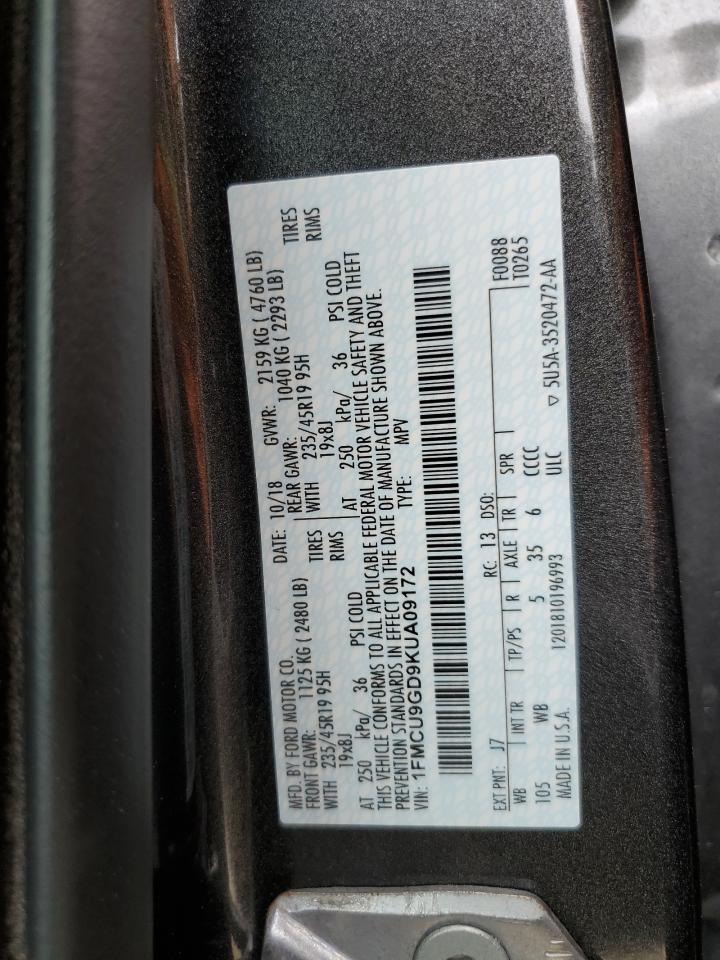 MFD. BY FORD MOTOR CO.
DATE: 10/18 GVWR: 2159 KG ( 4760 LB)
FRONT GAWR: 1125 KG ( 2480 LB) REAR GAWR: 1040 KG ( 2293 LB)
WITH 235/45R19 95H TIRES WITH 235/45R19 95H TIRES
19x8J RIMS 19x8J RIMS
AT 250 kPa/ 36 PSI COLD AT 250 kPa/ 36 PSI COLD
THIS VEHICLE CONFORMS TO ALL APPLICABLE FEDERAL MOTOR VEHICLE SAFETY AND THEFT
PREVENTION STANDARDS IN EFFECT ON THE DATE OF MANUFACTURE SHOWN ABOVE.
VIN: 1FMCU9GD9KUA09172 TYPE: MPV
F0088
T0265
EXT PNT: J7 RC: 13 DSO:
WB INT TR TP/PS R AXLE TR SPR
105 WB 5 35 6 CCCC
ULC
MADE IN U.S.A. 1201810196993 ▽ 5U5A-3520472-AA